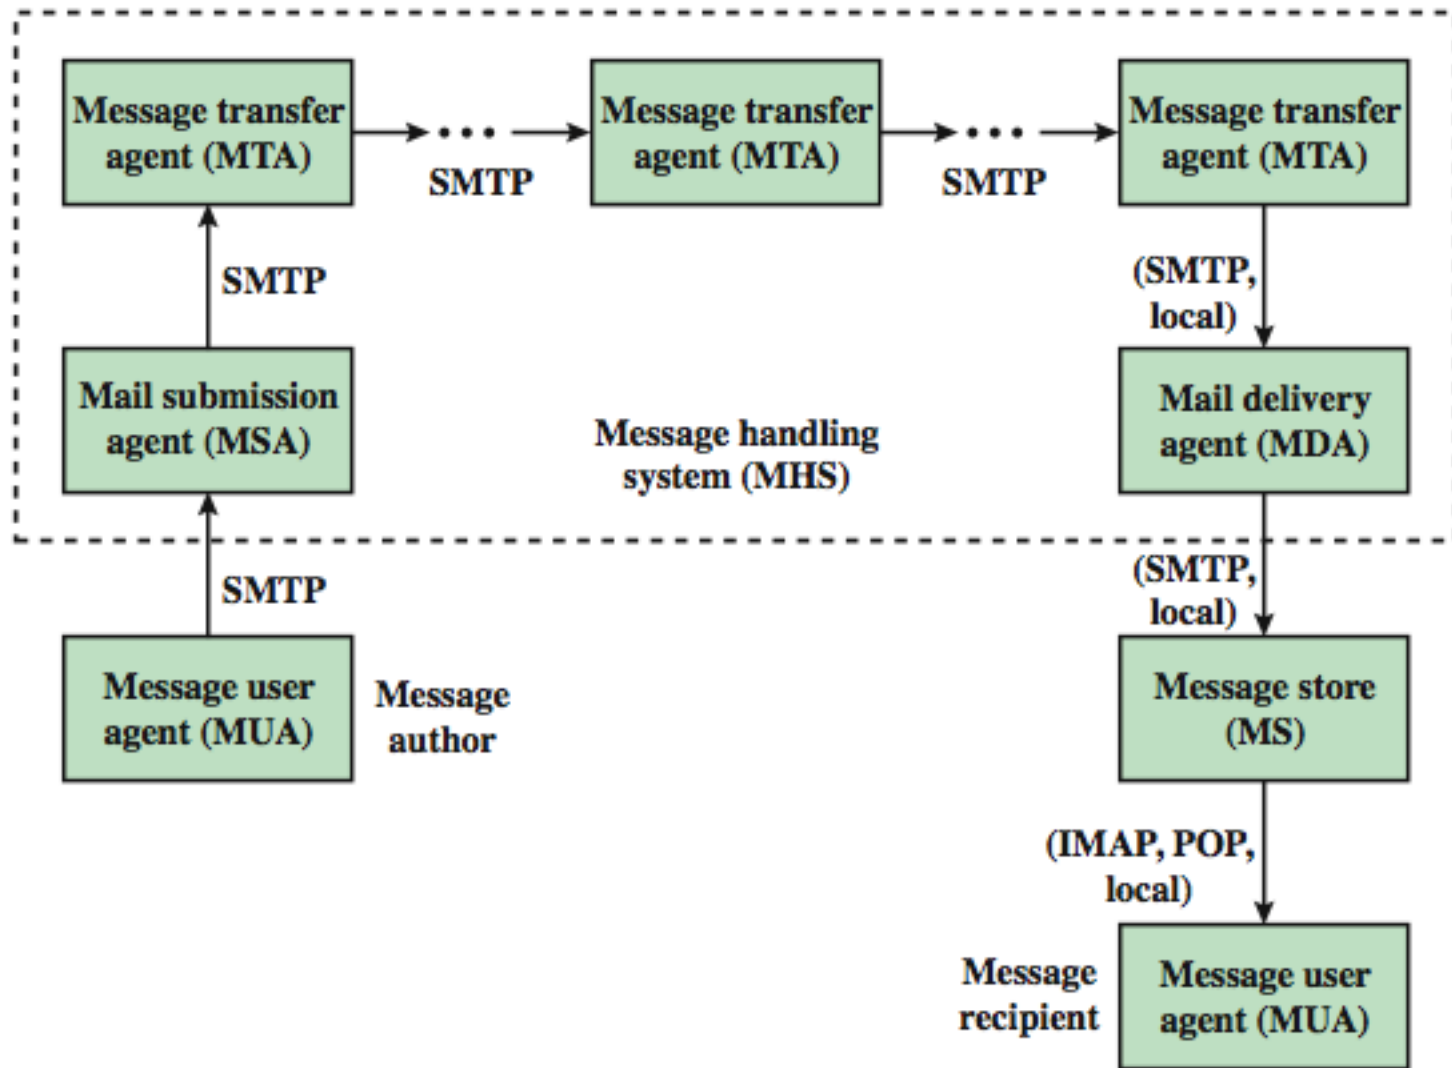 Message transfer
agent (MTA)
SMTP
Message transfer
agent (MTA)
SMTP
Message transfer
agent (MTA)
SMTP
(SMTP,
local)
Mail submission
agent (MSA)
Message handling
system (MHS)
Mail delivery
agent (MDA)
SMTP
(SMTP,
local)
Message user
agent (MUA)
Message
author
Message store
(MS)
(IMAP, POP,
local)
Message
recipient
Message user
agent (MUA)